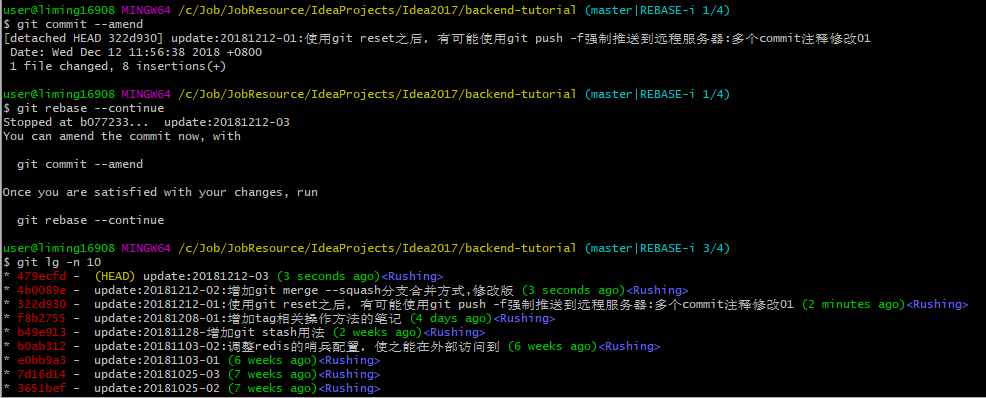 user@liming16908 MINGW64 /c/Job/JobResource/IdeaProjects/Idea2017/backend-tutorial (master|REBASE-i 1/4)
$ git commit --amend
[detached HEAD 322d930] update:20181212-01:使用git reset之后，有可能使用git push -f强制推送到远程服务器:多个commit注释修改01
 Date: Wed Dec 12 11:56:38 2018 +0800
 1 file changed, 8 insertions(+)
user@liming16908 MINGW64 /c/Job/JobResource/IdeaProjects/Idea2017/backend-tutorial (master|REBASE-i 1/4)
$ git rebase --continue
Stopped at b077233...  update:20181212-03
You can amend the commit now, with
  git commit --amend
Once you are satisfied with your changes, run
  git rebase --continue
user@liming16908 MINGW64 /c/Job/JobResource/IdeaProjects/Idea2017/backend-tutorial (master|REBASE-i 3/4)
$ git lg -n 10
* 479ecfd -  (HEAD) update:20181212-03 (3 seconds ago)<Rushing>
* 4b0089e -  update:20181212-02:增加git merge --squash分支合并方式,修改版 (3 seconds ago)<Rushing>
* 322d930 -  update:20181212-01:使用git reset之后，有可能使用git push -f强制推送到远程服务器:多个commit注释修改01 (2 minutes ago)<Rushing>
* f8b2755 -  update:20181208-01:增加tag相关操作方法的笔记 (4 days ago)<Rushing>
* b49e913 -  update:20181128-增加git stash用法 (2 weeks ago)<Rushing>
* b0ab312 -  update:20181103-02:调整redis的哨兵配置，使之能在外部访问到 (6 weeks ago)<Rushing>
* e0bb9a3 -  update:20181103-01 (6 weeks ago)<Rushing>
* 7d16d14 -  update:20181025-03 (7 weeks ago)<Rushing>
* 3651bef -  update:20181025-02 (7 weeks ago)<Rushing>